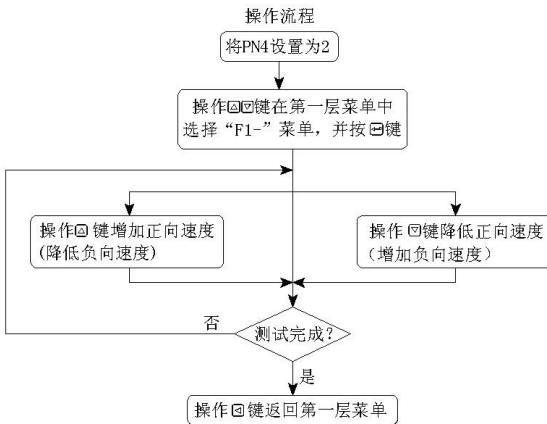 操作流程
将PN4设置为2
操作△▽键在第一层菜单中
选择“F1-”菜单，并按↵键
操作△键增加正向速度
(降低负向速度)
操作▽键降低正向速度
（增加负向速度）
否
测试完成？
是
操作◁键返回第一层菜单